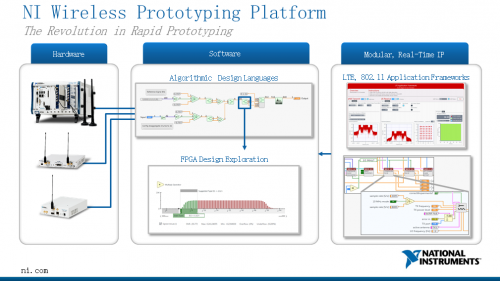 NI Wireless Prototyping Platform
The Revolution in Rapid Prototyping
Hardware
Software
Modular, Real-Time IP
Algorithmic Design Languages
LTE, 802.11 Application Frameworks
FPGA Design Exploration
NATIONAL
INSTRUMENTS
ni.com